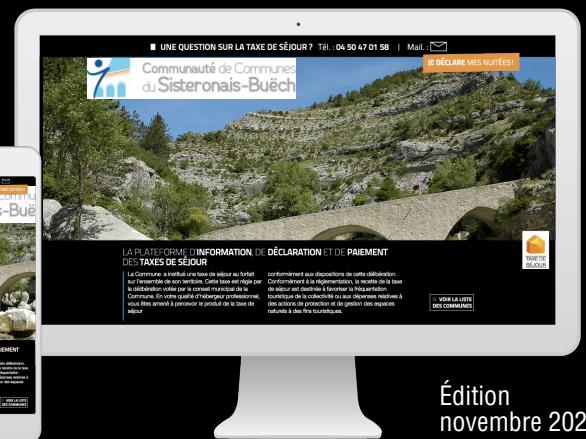 UNE QUESTION SUR LA TAXE DE SÉJOUR ? Tél. : 04 50 47 01 58 | Mail. :
JE DÉCLARE MES NUITÉES !
Communauté de Communes
du Sisteronais-Buëch
LA PLATEFORME D'INFORMATION, DE DÉCLARATION ET DE PAIEMENT
DES TAXES DE SÉJOUR
La Commune a institué une taxe de séjour au forfait
sur l'ensemble de son territoire. Cette taxe est régie par
la délibération votée par le conseil municipal de la
Commune. En votre qualité d'hébergeur professionnel,
vous êtes amené à percevoir le produit de la taxe de
séjour
conformément aux dispositions de cette délibération.
Conformément à la réglementation, la recette de la taxe
de séjour est destinée à favoriser la fréquentation
touristique de la collectivité ou aux dépenses relatives à
des actions de protection et de gestion des espaces
naturels à des fins touristiques.
TAXE DE
SÉJOUR
VOIR LA LISTE
DES COMMUNES
VOIR LA LISTE
DES COMMUNES
Édition
novembre 202